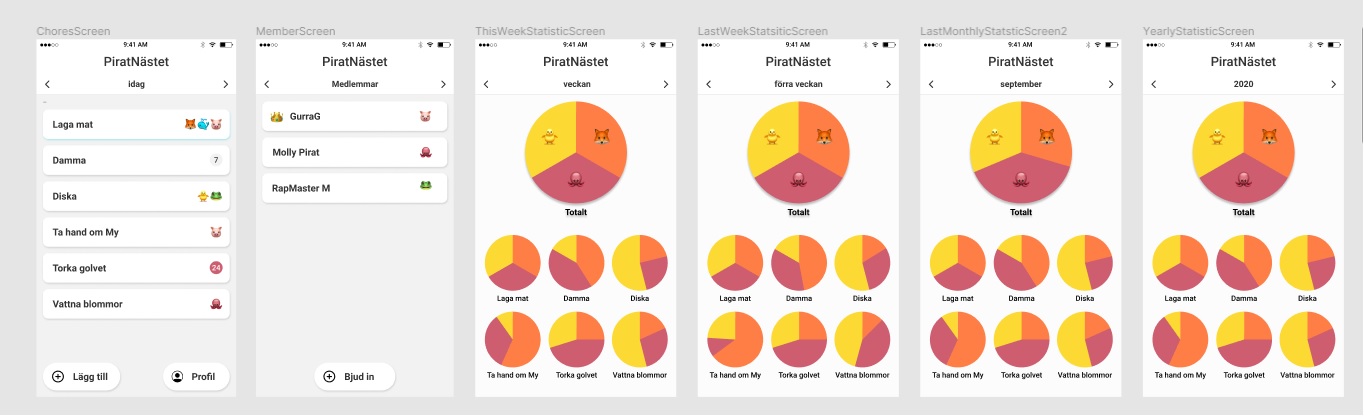 ChoresScreen
9:41 AM
PiratNästet
idag
Laga mat
Damma
7
Diska
Ta hand om My
Torka golvet
24
Vattna blommor
Lägg till
Profil
MemberScreen
9:41 AM
PiratNästet
Medlemmar
GurraG
Molly Pirat
RapMaster M
Bjud in
ThisWeekStatisticScreen
9:41 AM
PiratNästet
veckan
Totalt
Laga mat Damma Diska
Ta hand om My Torka golvet Vattna blommor
LastWeekStatsiticScreen
9:41 AM
PiratNästet
förra veckan
Totalt
Laga mat Damma Diska
Ta hand om My Torka golvet Vattna blommor
LastMonthlyStatsticScreen2
9:41 AM
PiratNästet
september
Totalt
Laga mat Damma Diska
Ta hand om My Torka golvet Vattna blommor
YearlyStatisticScreen
9:41 AM
PiratNästet
2020
Totalt
Laga mat Damma Diska
Ta hand om My Torka golvet Vattna blommor